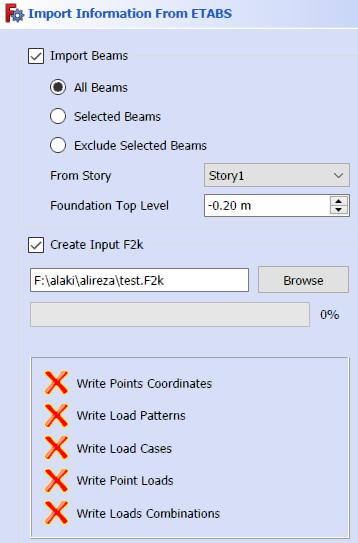 Import Information From ETABS
Import Beams
All Beams
Selected Beams
Exclude Selected Beams
From Story Story1
Foundation Top Level -0.20 m
Create Input F2k
F:\alaki\alireza\test.F2k Browse
0%
Write Points Coordinates
Write Load Patterns
Write Load Cases
Write Point Loads
Write Loads Combinations